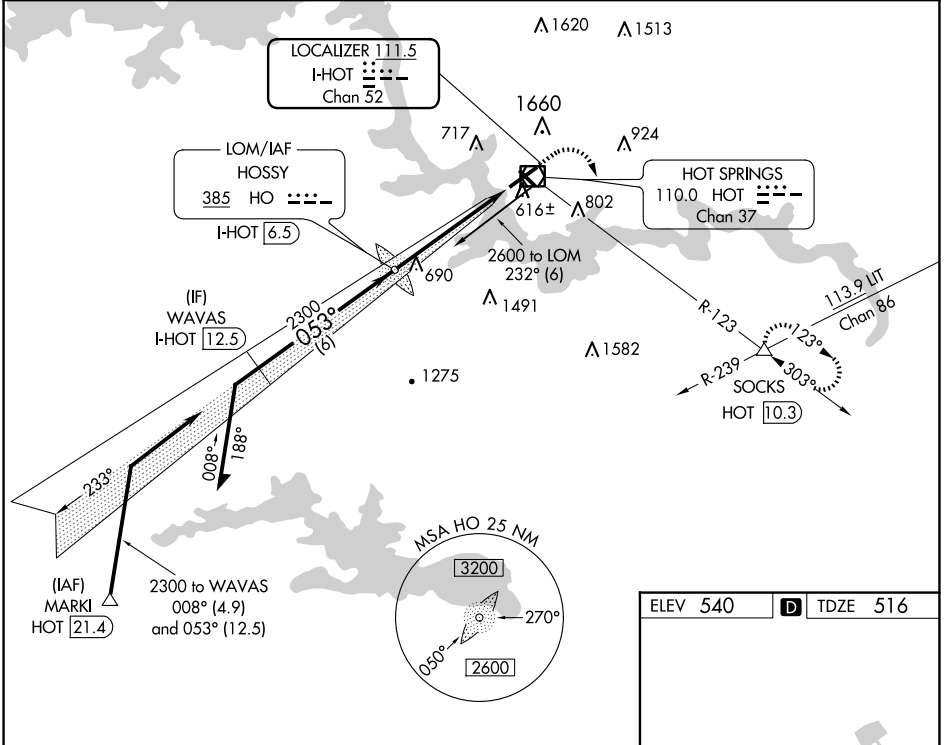 1620
1513
LOCALIZER 111.5
I-HOT
Chan 52
1660
717
924
LOM/IAF
HOSSY
385 HO
I-HOT 6.5
HOT SPRINGS
110.0 HOT
Chan 37
616±
802
2600 to LOM
232° (6)
690
1491
(IF)
WAVAS
I-HOT 12.5
2300
053°
(6)
R-123
113.9 LIT
Chan 86
1582
1275
R-239
123°
303°
SOCKS
HOT 10.3
008°
188°
233°
(IAF)
MARKI
HOT 21.4
2300 to WAVAS
008° (4.9)
and 053° (12.5)
MSA HO 25 NM
3200
270°
050°
2600
ELEV 540 D TDZE 516